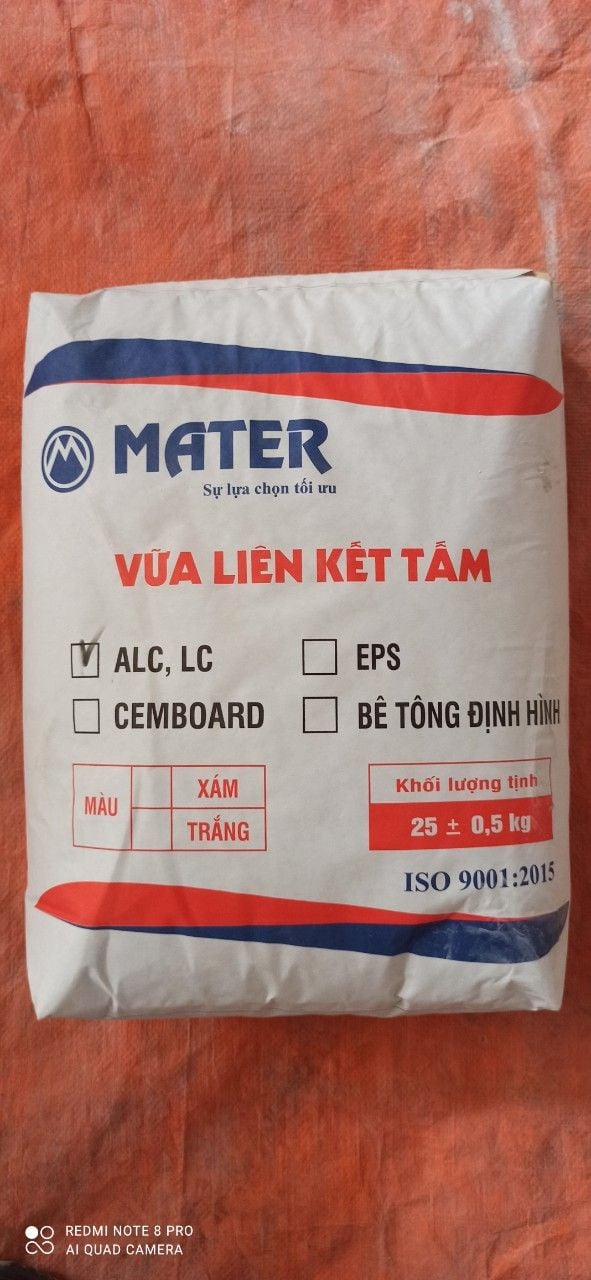 MATER
Sự lựa chọn tối ưu
VỮA LIÊN KẾT TẤM
V ALC, LC
EPS
CEMBOARD
BÊ TÔNG ĐỊNH HÌNH
MÀU
XÁM
TRẮNG
Khối lượng tịnh
25 ± 0,5 kg
ISO 9001:2015
REDMI NOTE 8 PRO
AI QUAD CAMERA